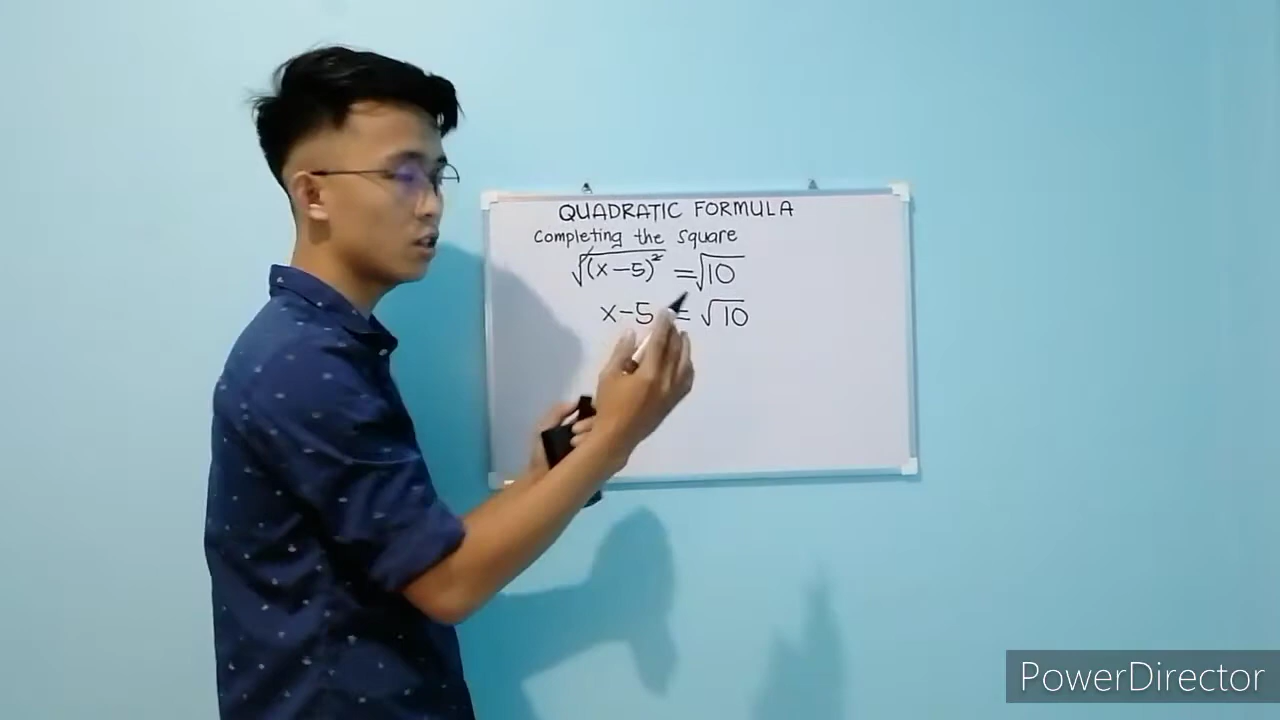 QUADRATIC FORMULA
Completing the square
√(x-5)² = √10
x-5 = √10
PowerDirector